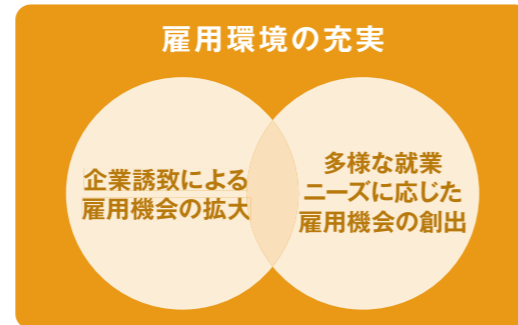 雇用環境の充実
企業誘致による
雇用機会の拡大
多様な就業
ニーズに応じた
雇用機会の創出